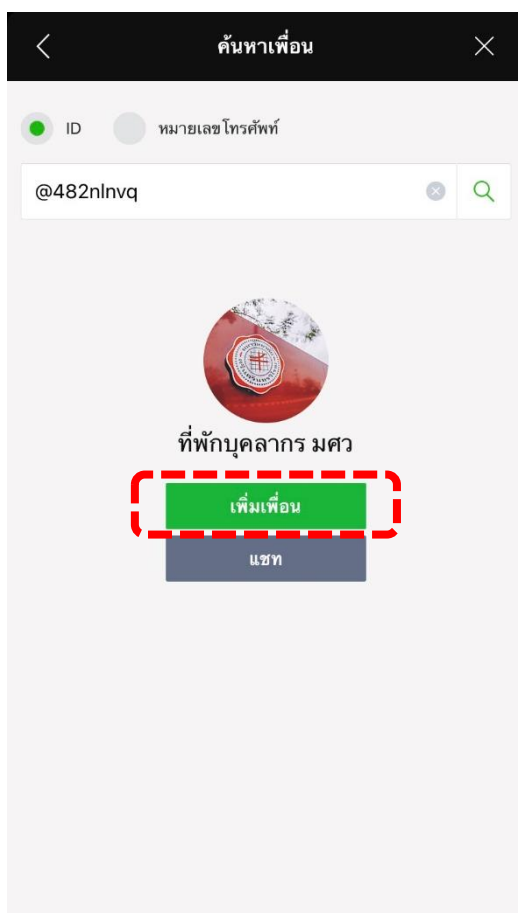 ค้นหาเพื่อน
ID หมายเลขโทรศัพท์
@482nlnvq
ที่พักบุคลากร มศว
เพิ่มเพื่อน
แชท